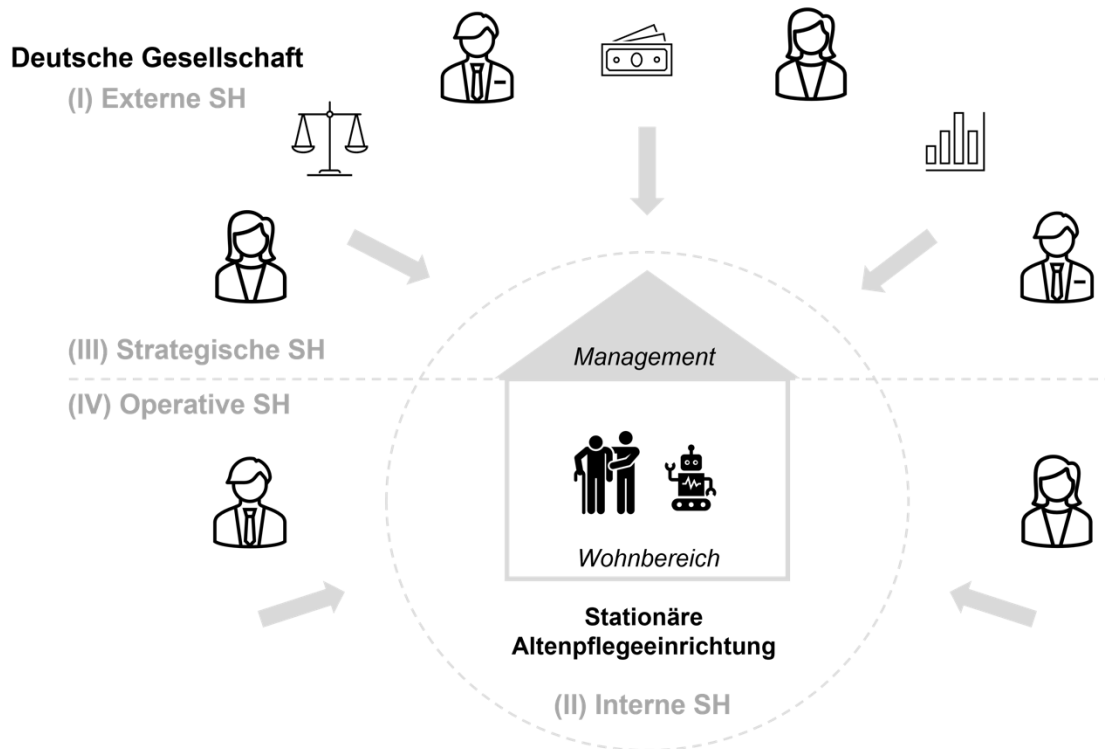 Deutsche Gesellschaft
(I) Externe SH
(III) Strategische SH
Management
(IV) Operative SH
Wohnbereich
Stationäre
Altenpflegeeinrichtung
(II) Interne SH